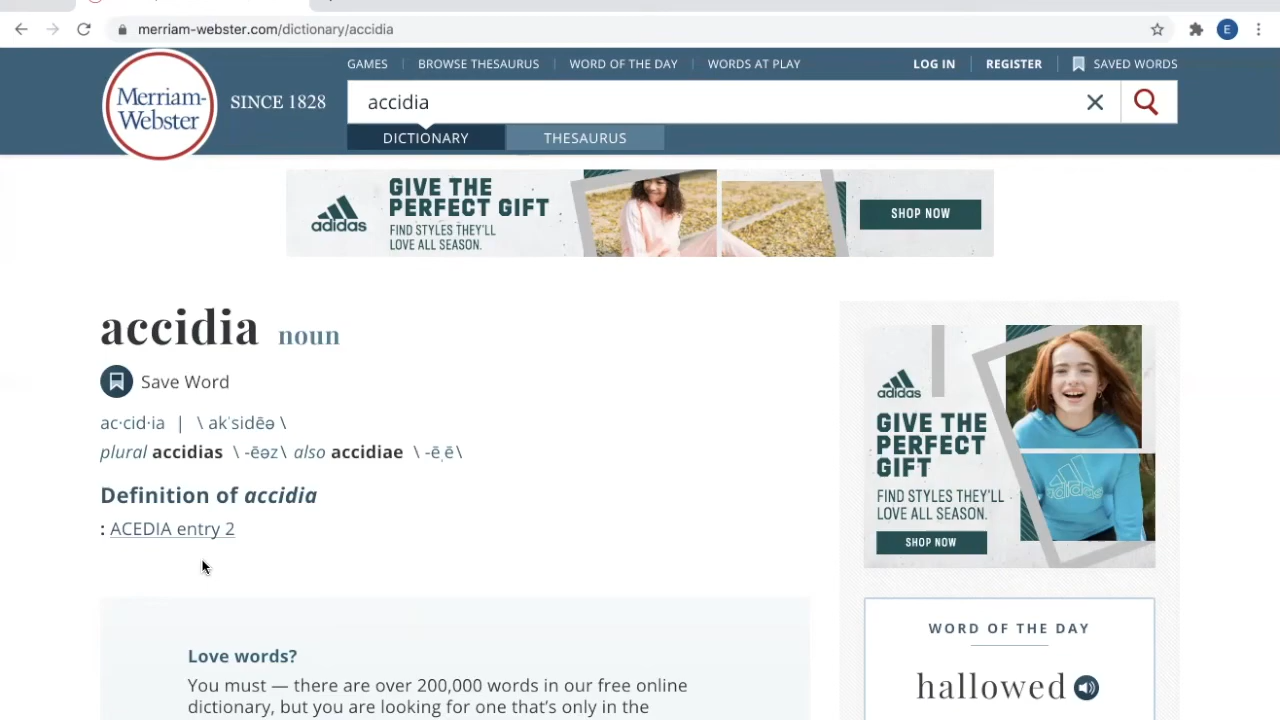 merriam-webster.com/dictionary/accidia
E
GAMES
BROWSE THESAURUS
WORD OF THE DAY
WORDS AT PLAY
LOG IN
REGISTER
SAVED WORDS
Merriam-
Webster
SINCE 1828
accidia
DICTIONARY
THESAURUS
adidas
GIVE THE
PERFECT GIFT
FIND STYLES THEY'LL
LOVE ALL SEASON.
SHOP NOW
accidia noun
Save Word
ac·cid·ia | \ akˈsidēə \
plural accidias \ -ēəz\ also accidiae \ -ēˌē\
Definition of accidia
: ACEDIA entry 2
Love words?
You must — there are over 200,000 words in our free online
dictionary, but you are looking for one that's only in the
adidas
GIVE THE
PERFECT
GIFT
FIND STYLES THEY'LL
LOVE ALL SEASON.
SHOP NOW
WORD OF THE DAY
hallowed